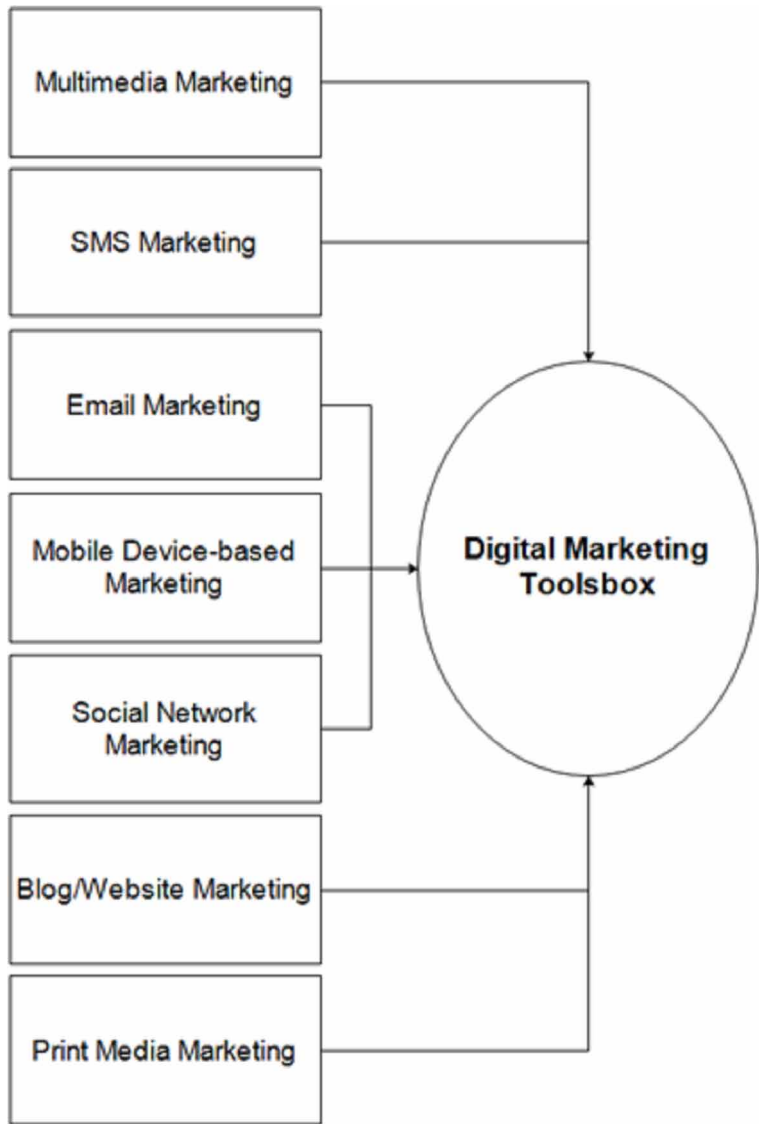 Multimedia Marketing
SMS Marketing
Email Marketing
Mobile Device-based
Marketing
Social Network
Marketing
Blog/Website Marketing
Print Media Marketing
Digital Marketing
Toolsbox